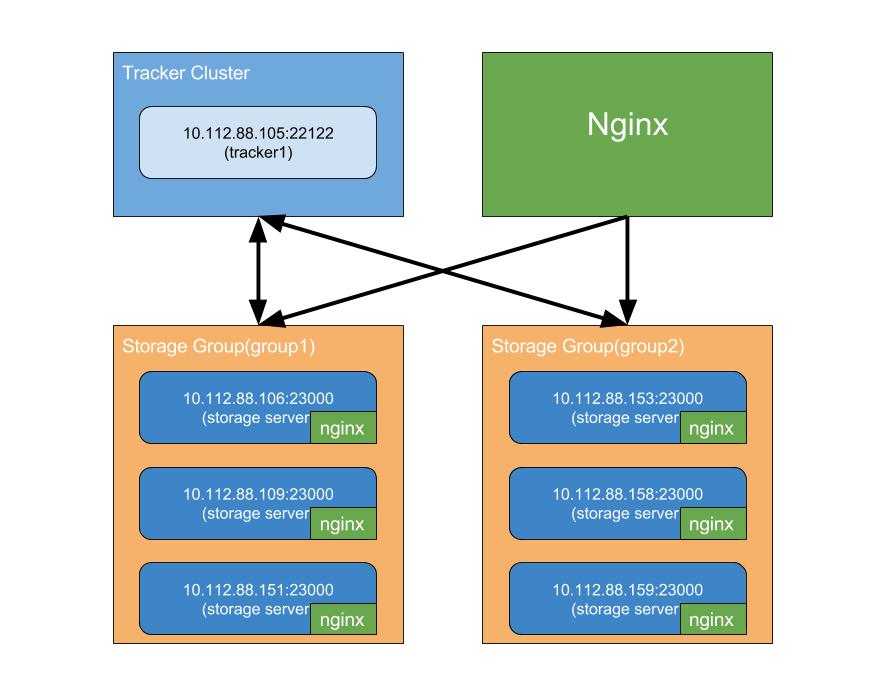 Tracker Cluster
10.112.88.105:22122
(tracker1)
Nginx
Storage Group(group1)
10.112.88.106:23000
(storage server
nginx
10.112.88.109:23000
(storage server
nginx
10.112.88.151:23000
(storage server
nginx
Storage Group(group2)
10.112.88.153:23000
(storage server
nginx
10.112.88.158:23000
(storage server
nginx
10.112.88.159:23000
(storage server
nginx